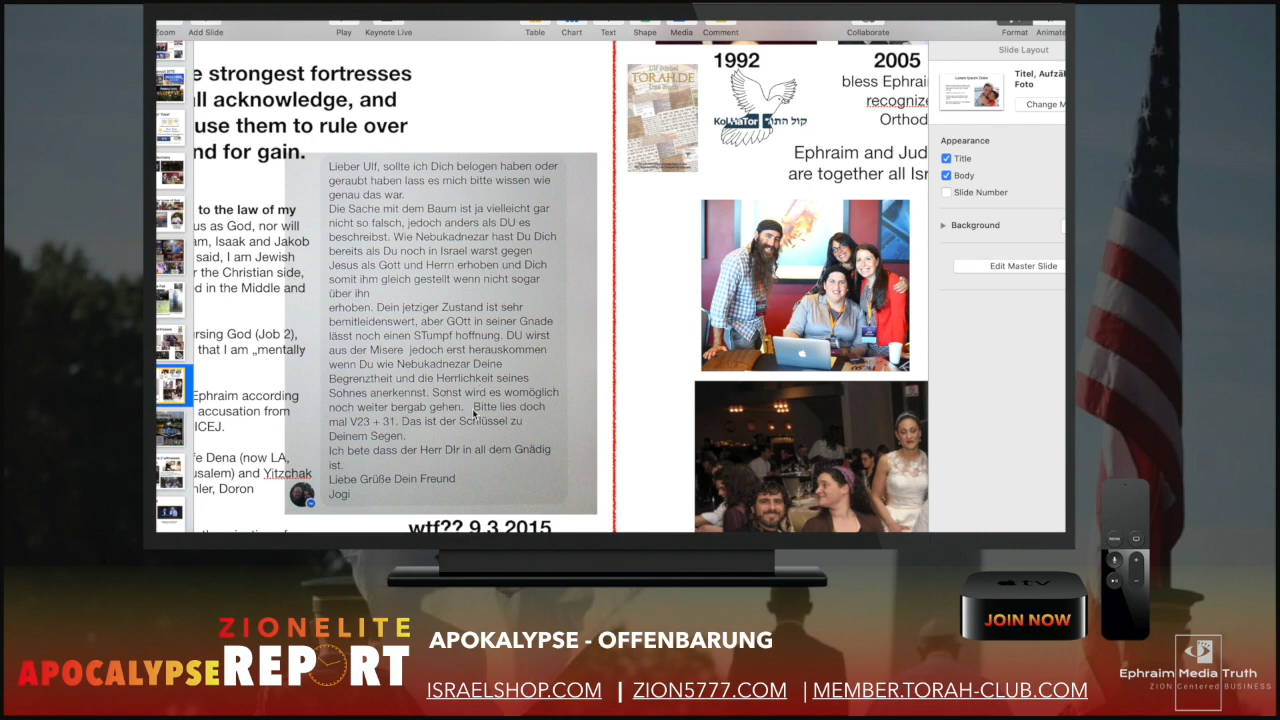 Zoom
Add Slide
Play
Keynote Live
Table
Chart
Text
Shape
Media
Comment
Collaborate
Format
Animate
e strongest fortresses
ll acknowledge, and
use them to rule over
nd for gain.
to the law of my
us as God, nor will
am, Isaak and Jakob
said, I am Jewish
r the Christian side,
d in the Middle and
rsing God (Job 2),
that I am „mentally
Ephraim according
accusation from
ICEJ.
fe Dena (now LA,
usalem) and Yitzchak
nler, Doron
Lieber Ulf, sollte ich Dich belogen haben oder
geraubt haben lass es mich bitte wissen wie
genau das war.
Die Sache mit dem Baum ist ja vielleicht gar
nicht so falsch, jedoch anders als DU es
beschreibst. Wie Nebukadnezar hast Du Dich
bereits als Du noch in Israel warst gegen
Jesus als Gott und Herrn erhoben und Dich
somit ihm gleich gestellt wenn nicht sogar
über ihn
erhoben. Dein jetziger Zustand ist sehr
bemitleidenswert, aber GOtt in seiner Gnade
lässt noch einen STumpf hoffnung. DU wirst
aus der Misere jedoch erst herauskommen
wenn Du wie Nebukadnezar Deine
Begrenztheit und die Herrlichkeit seines
Sohnes anerkennst. Sonst wird es womöglich
noch weiter bergab gehen. Bitte lies doch
mal V23 + 31. Das ist der Schlüssel zu
Deinem Segen.
Ich bete dass der Herr DIr in all dem Gnädig
ist.
Liebe Grüße Dein Freund
Jogi
wtf?? 9.3.2015
1992
2005
TORAH.DE
KolHaTor קול התור
bless Ephrai
recognize
Orthod
Ephraim and Jud
are together all Isr
Slide Layout
Titel, Aufzäh
Foto
Change M
Appearance
Title
Body
Slide Number
Background
Edit Master Slide
MENU
tv
JOIN NOW
ZIONELITE
APOCALYPSE REPORT
APOKALYPSE - OFFENBARUNG
ISRAELSHOP.COM | ZION5777.COM | MEMBER.TORAH-CLUB.COM
Ephraim Media Truth
ZION Centered BUSINESS